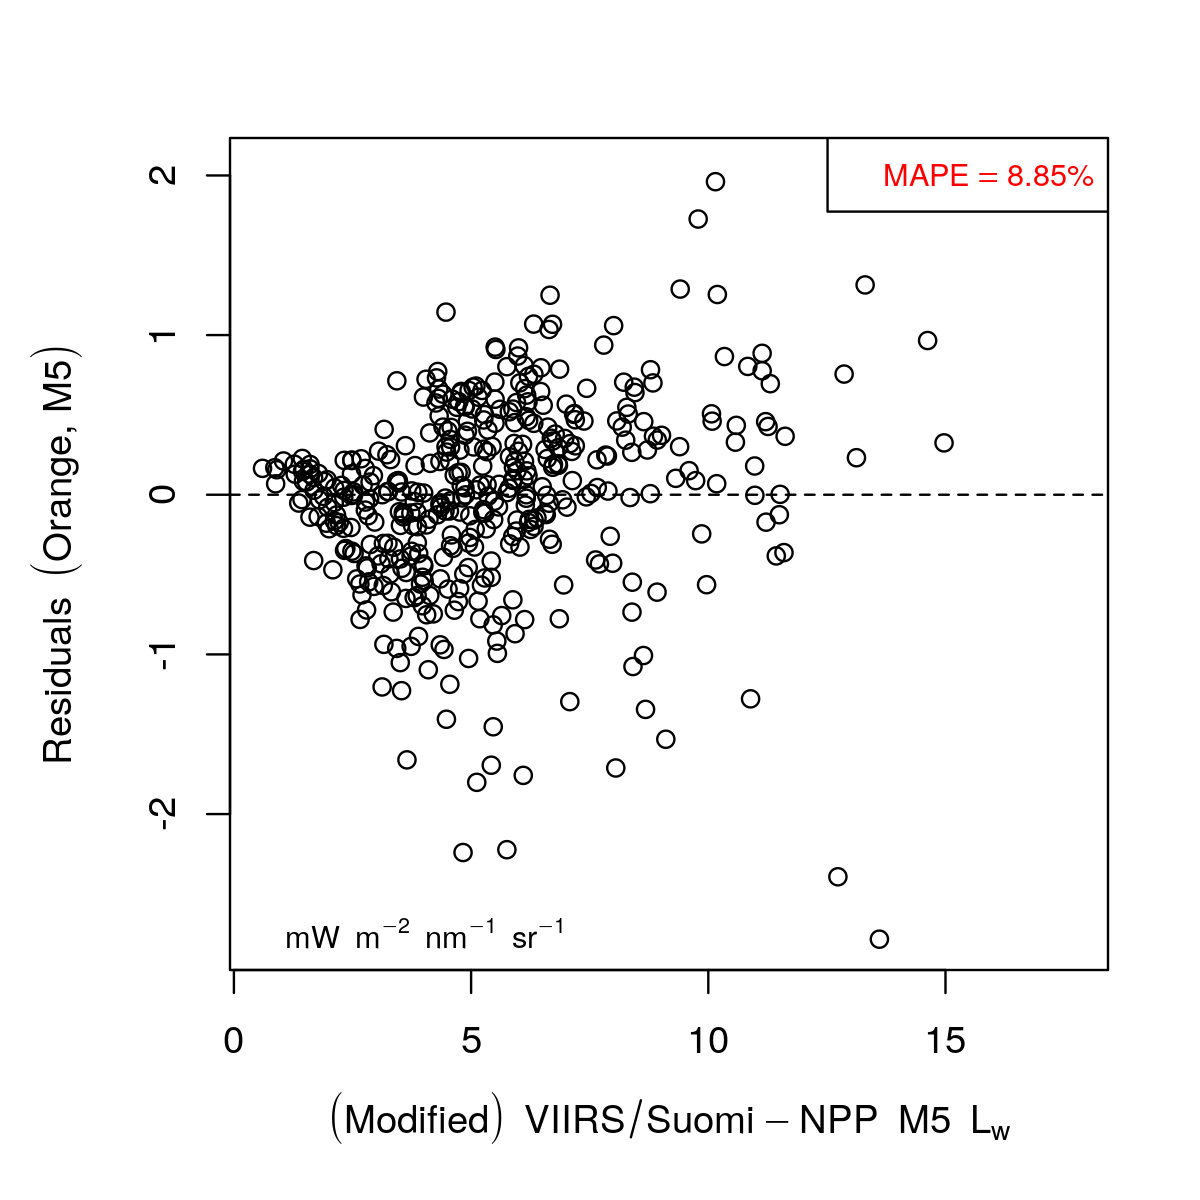 MAPE = 8.85%
2
1
0
-1
-2
Residuals (Orange, M5)
mW m⁻² nm⁻¹ sr⁻¹
0 5 10 15
(Modified) VIIRS/Suomi − NPP M5 L_w